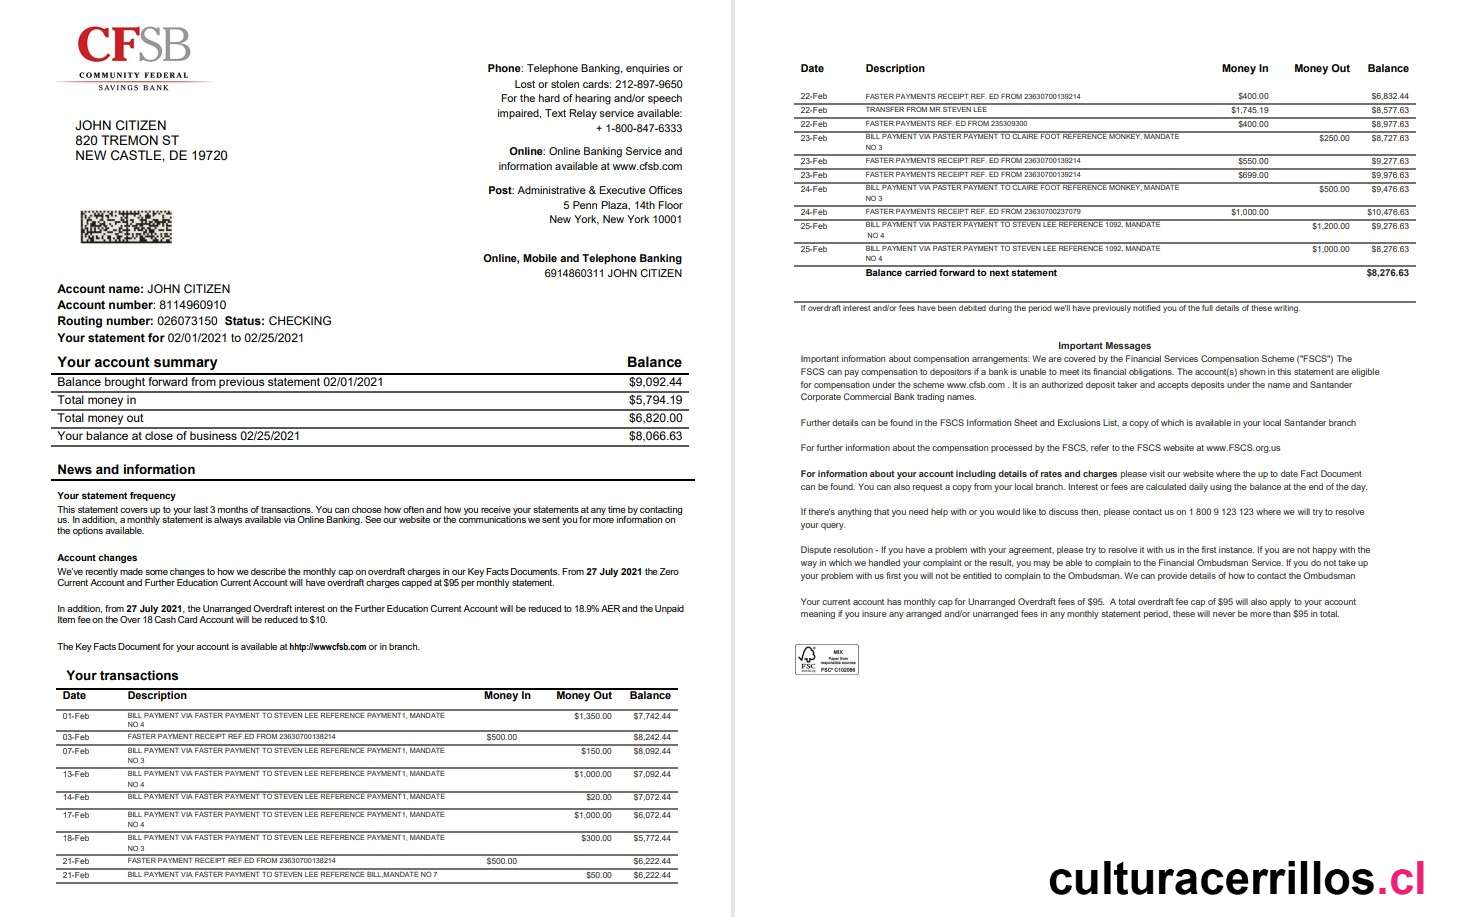 CFSB
COMMUNITY FEDERAL
SAVINGS BANK
JOHN CITIZEN
820 TREMON ST
NEW CASTLE, DE 19720
Phone: Telephone Banking, enquiries or
Lost or stolen cards: 212-897-9650
For the hard of hearing and/or speech
impaired, Text Relay service available:
+ 1-800-847-6333
Online: Online Banking Service and
information available at www.cfsb.com
Post: Administrative & Executive Offices
5 Penn Plaza, 14th Floor
New York, New York 10001
Online, Mobile and Telephone Banking
6914860311 JOHN CITIZEN
Account name: JOHN CITIZEN
Account number: 8114960910
Routing number: 026073150 Status: CHECKING
Your statement for 02/01/2021 to 02/25/2021
Your account summary Balance
Balance brought forward from previous statement 02/01/2021 $9,092.44
Total money in $5,794.19
Total money out $6,820.00
Your balance at close of business 02/25/2021 $8,066.63
News and information
Your statement frequency
This statement covers up to your last 3 months of transactions. You can choose how often and how you receive your statements at any time by contacting
us. In addition, a monthly statement is always available via Online Banking. See our website or the communications we sent you for more information on
the options available.
Account changes
We've recently made some changes to how we describe the monthly cap on overdraft charges in our Key Facts Documents. From 27 July 2021 the Zero
Current Account and Further Education Current Account will have overdraft charges capped at $95 per monthly statement.
In addition, from 27 July 2021, the Unarranged Overdraft interest on the Further Education Current Account will be reduced to 18.9% AER and the Unpaid
Item fee on the Over 18 Cash Card Account will be reduced to $10.
The Key Facts Document for your account is available at hhtp://wwwcfsb.com or in branch.
Your transactions
Date Description Money In Money Out Balance
01-Feb BILL PAYMENT VIA FASTER PAYMENT TO STEVEN LEE REFERENCE PAYMENT1, MANDATE $1,350.00 $7,742.44
NO 4
03-Feb FASTER PAYMENT RECEIPT REF.ED FROM 23630700138214 $500.00 $8,242.44
07-Feb BILL PAYMENT VIA FASTER PAYMENT TO STEVEN LEE REFERENCE PAYMENT1, MANDATE $150.00 $8,092.44
NO 3
13-Feb BILL PAYMENT VIA FASTER PAYMENT TO STEVEN LEE REFERENCE PAYMENT1, MANDATE $1,000.00 $7,092.44
NO 4
14-Feb BILL PAYMENT VIA FASTER PAYMENT TO STEVEN LEE REFERENCE PAYMENT1, MANDATE $20.00 $7,072.44
17-Feb BILL PAYMENT VIA FASTER PAYMENT TO STEVEN LEE REFERENCE PAYMENT1, MANDATE $1,000.00 $6,072.44
NO 4
18-Feb BILL PAYMENT VIA FASTER PAYMENT TO STEVEN LEE REFERENCE PAYMENT1, MANDATE $300.00 $5,772.44
NO 3
21-Feb FASTER PAYMENT RECEIPT REF.ED FROM 23630700138214 $500.00 $6,222.44
21-Feb BILL PAYMENT VIA FASTER PAYMENT TO STEVEN LEE REFERENCE BILL,MANDATE NO 7 $50.00 $6,222.44
Date Description Money In Money Out Balance
22-Feb FASTER PAYMENTS RECEIPT REF. ED FROM 23630700139214 $400.00 $6,832.44
22-Feb TRANSFER FROM MR STEVEN LEE $1,745.19 $8,577.63
22-Feb FASTER PAYMENTS REF. ED FROM 235309300 $400.00 $8,977.63
23-Feb BILL PAYMENT VIA PASTER PAYMENT TO CLAIRE FOOT REFERENCE MONKEY, MANDATE $250.00 $8,727.63
NO 3
23-Feb FASTER PAYMENTS RECEIPT REF. ED FROM 23630700139214 $550.00 $9,277.63
23-Feb FASTER PAYMENTS RECEIPT REF. ED FROM 23630700139214 $699.00 $9,976.63
24-Feb BILL PAYMENT VIA PASTER PAYMENT TO CLAIRE FOOT REFERENCE MONKEY, MANDATE $500.00 $9,476.63
NO 3
24-Feb FASTER PAYMENTS RECEIPT REF. ED FROM 23630700237079 $1,000.00 $10,476.63
25-Feb BILL PAYMENT VIA PASTER PAYMENT TO STEVEN LEE REFERENCE 1092, MANDATE $1,200.00 $9,276.63
NO 4
25-Feb BILL PAYMENT VIA PASTER PAYMENT TO STEVEN LEE REFERENCE 1092, MANDATE $1,000.00 $8,276.63
NO 4
Balance carried forward to next statement $8,276.63
If overdraft interest and/or fees have been debited during the period we'll have previously notified you of the full details of these writing.
Important Messages
Important information about compensation arrangements: We are covered by the Financial Services Compensation Scheme ("FSCS") The
FSCS can pay compensation to depositors if a bank is unable to meet its financial obligations. The account(s) shown in this statement are eligible
for compensation under the scheme www.cfsb.com . It is an authorized deposit taker and accepts deposits under the name and Santander
Corporate Commercial Bank trading names.
Further details can be found in the FSCS Information Sheet and Exclusions List, a copy of which is available in your local Santander branch
For further information about the compensation processed by the FSCS, refer to the FSCS website at www.FSCS.org.us
For information about your account including details of rates and charges please visit our website where the up to date Fact Document
can be found. You can also request a copy from your local branch. Interest or fees are calculated daily using the balance at the end of the day.
If there's anything that you need help with or you would like to discuss then, please contact us on 1 800 9 123 123 where we will try to resolve
your query.
Dispute resolution - If you have a problem with your agreement, please try to resolve it with us in the first instance. If you are not happy with the
way in which we handled your complaint or the result, you may be able to complain to the Financial Ombudsman Service. If you do not take up
your problem with us first you will not be entitled to complain to the Ombudsman. We can provide details of how to contact the Ombudsman
Your current account has monthly cap for Unarranged Overdraft fees of $95. A total overdraft fee cap of $95 will also apply to your account
meaning if you insure any arranged and/or unarranged fees in any monthly statement period, these will never be more than $95 in total.
FSC
MIX
Paper from
responsible sources
FSC® C102086
culturacerrillos.cl